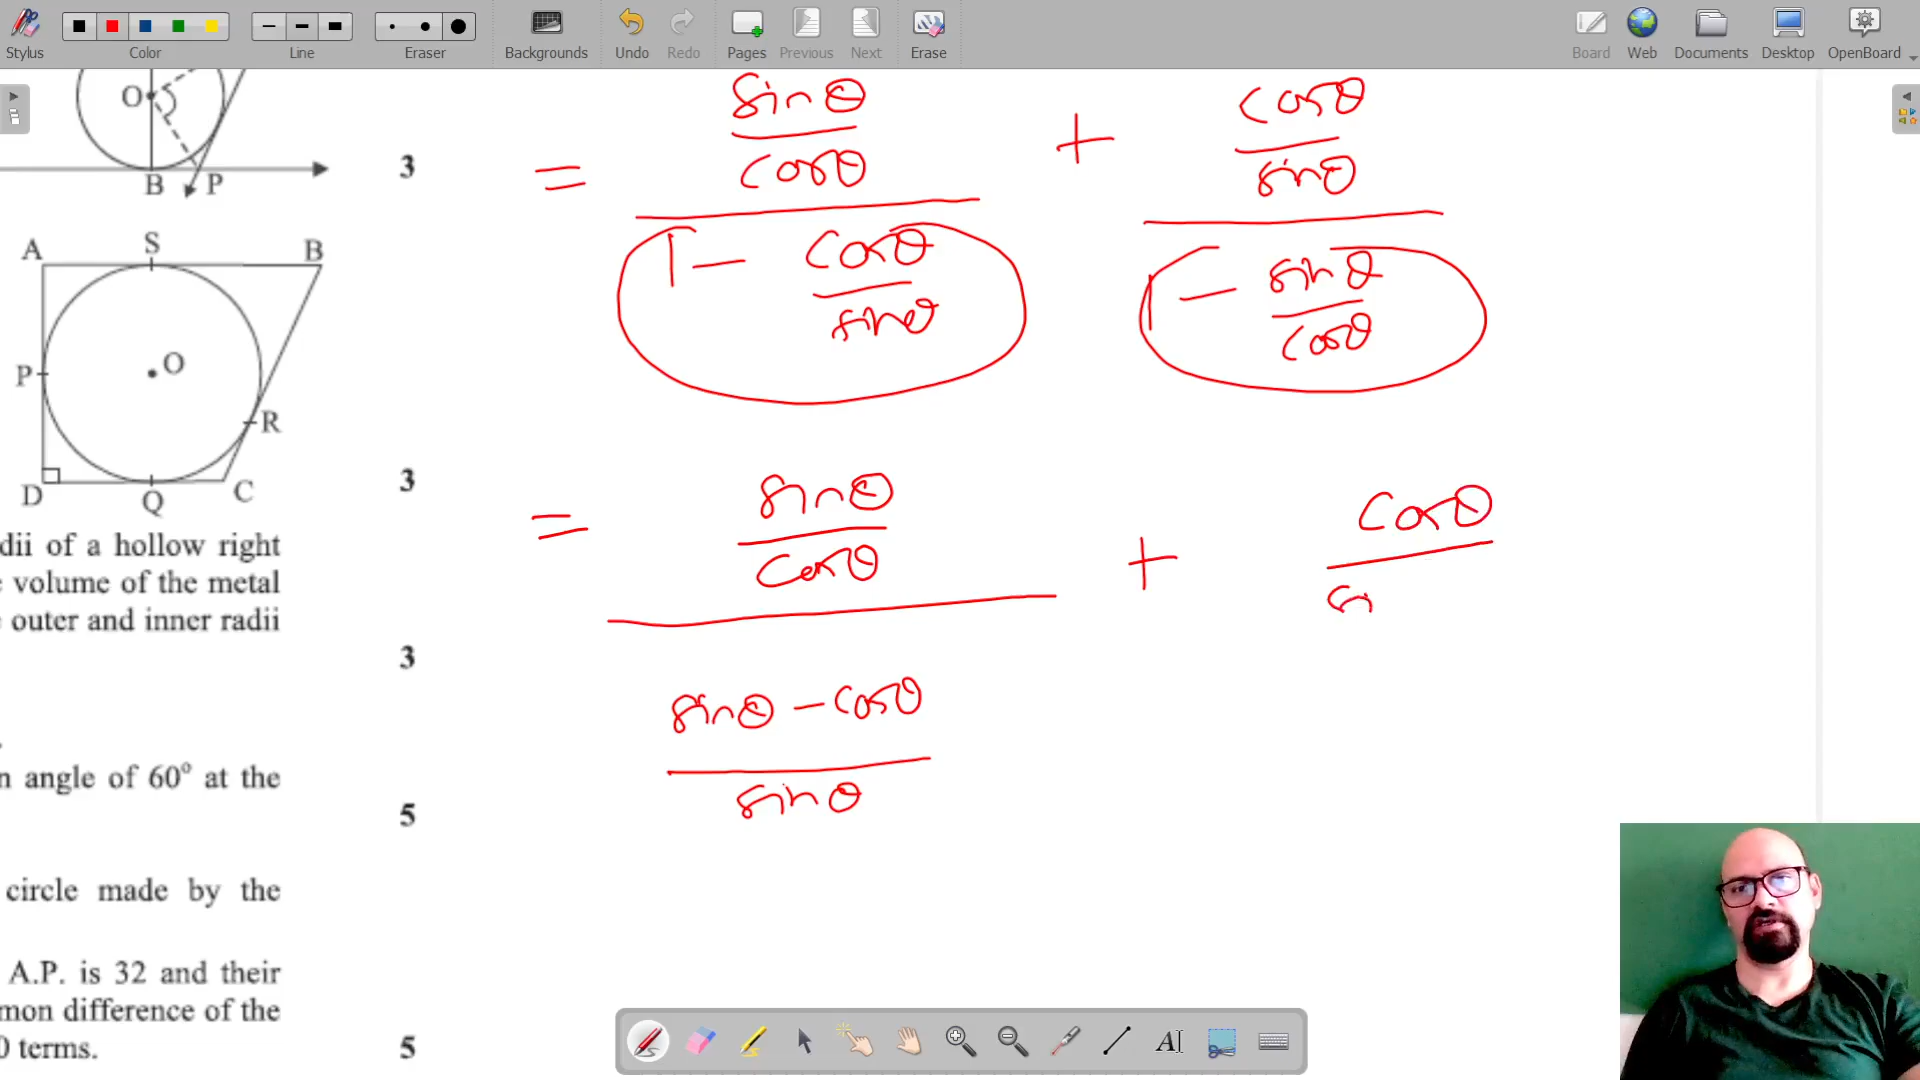 Stylus Color Line Eraser Backgrounds Undo Redo Pages Previous Next Erase Board Web Documents Desktop OpenBoard
O
B P
3
A S B
P O
R
D Q C
3
dii of a hollow right
volume of the metal
outer and inner radii
3
n angle of 60° at the
5
circle made by the
A.P. is 32 and their
mon difference of the
0 terms.
5
sinθ + cosθ
= cosθ sinθ
1 - cosθ 1 - sinθ
sinθ cosθ
= sinθ + cosθ
cosθ si
sinθ - cosθ
sinθ
AI